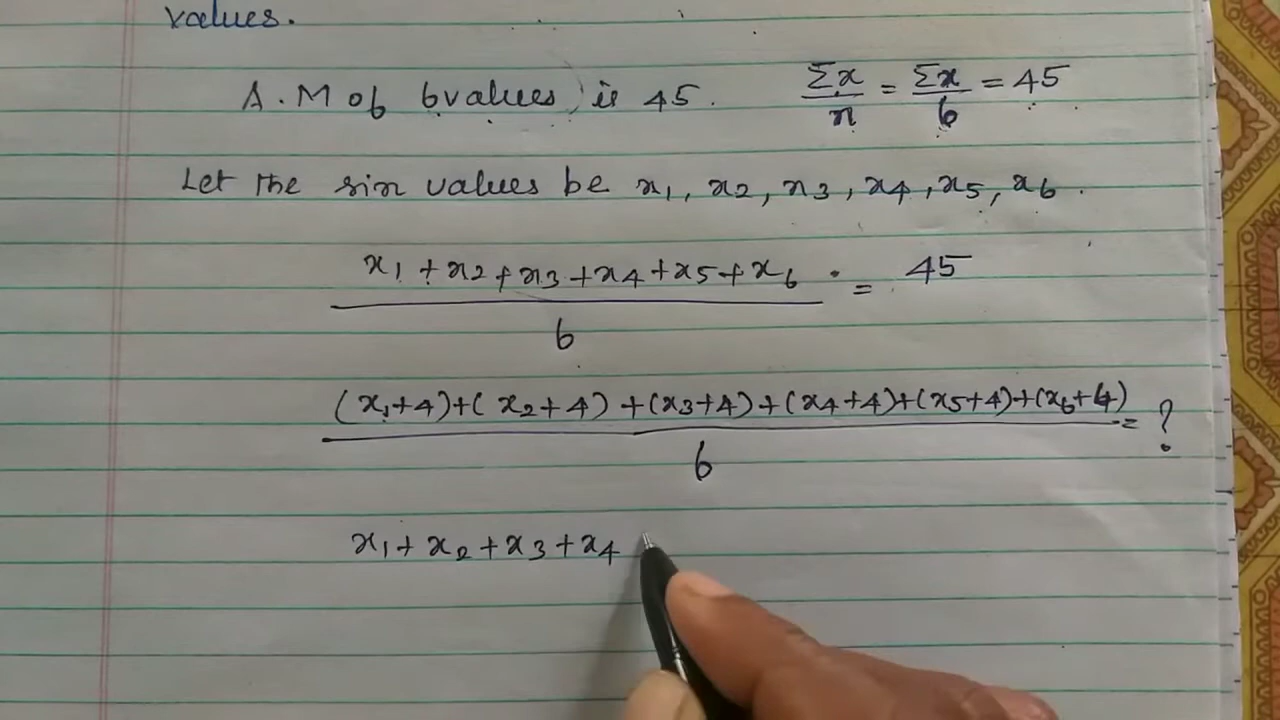 values.
A.M of 6 values is 45. Σx/n = Σx/6 = 45
Let the six values be x1, x2, x3, x4, x5, x6.
x1 + x2 + x3 + x4 + x5 + x6 = 45
6
(x1+4)+(x2+4)+(x3+4)+(x4+4)+(x5+4)+(x6+4) = ?
6
x1 + x2 + x3 + x4